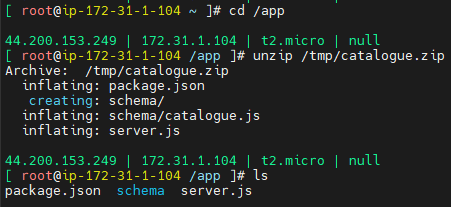 [ root@ip-172-31-1-104 ~ ]# cd /app
44.200.153.249 | 172.31.1.104 | t2.micro | null
[ root@ip-172-31-1-104 /app ]# unzip /tmp/catalogue.zip
Archive:  /tmp/catalogue.zip
  inflating: package.json
   creating: schema/
  inflating: schema/catalogue.js
  inflating: server.js
44.200.153.249 | 172.31.1.104 | t2.micro | null
[ root@ip-172-31-1-104 /app ]# ls
package.json  schema  server.js